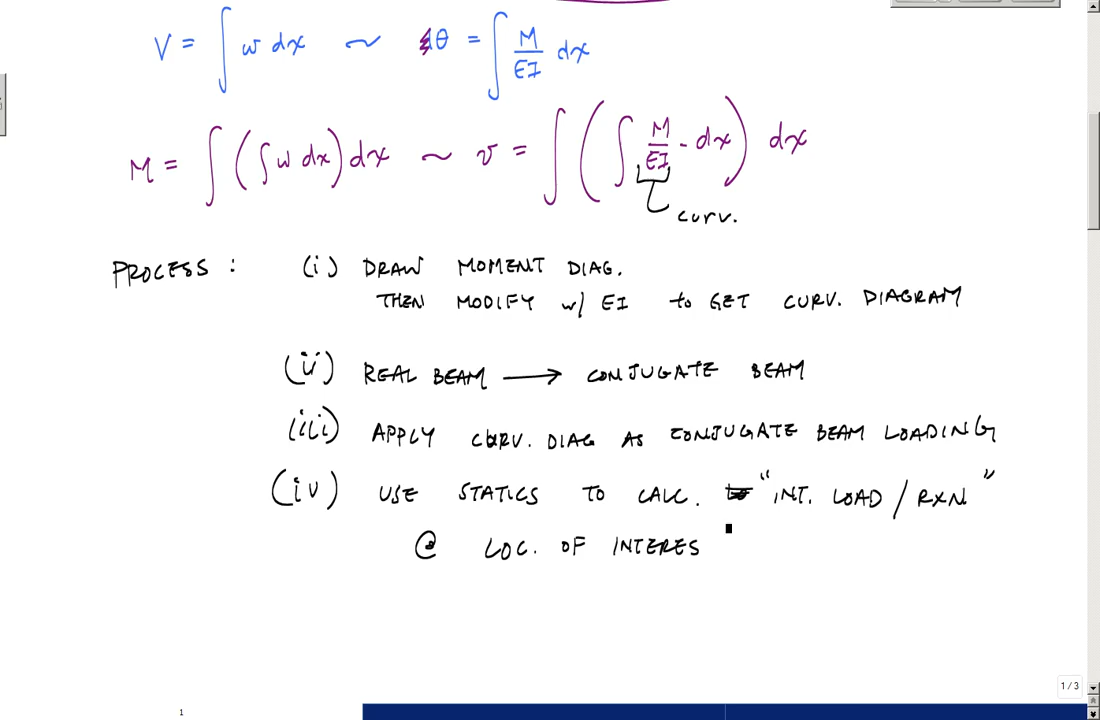 V = ∫ w dx ~ dθ = ∫ M/EI dx
M = ∫ (∫ w dx) dx ~ v = ∫ (∫ M/EI - dx) dx
curv.
PROCESS : (i) DRAW MOMENT DIAG.
THEN MODIFY w/ EI to GET CURV. DIAGRAM
(ii) REAL BEAM → CONJUGATE BEAM
(iii) APPLY CURV. DIAG AS CONJUGATE BEAM LOADING
(iv) USE STATICS TO CALC. "INT. LOAD / RXN"
@ LOC. OF INTERES
1/3
1